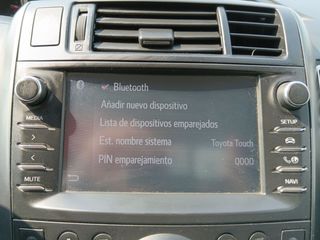 Bluetooth
Añadir nuevo dispositivo
Lista de dispositivos emparejados
Est. nombre sistema Toyota Touch
PIN emparejamiento 0000
MEDIA
MUTE
SETUP
NAVI